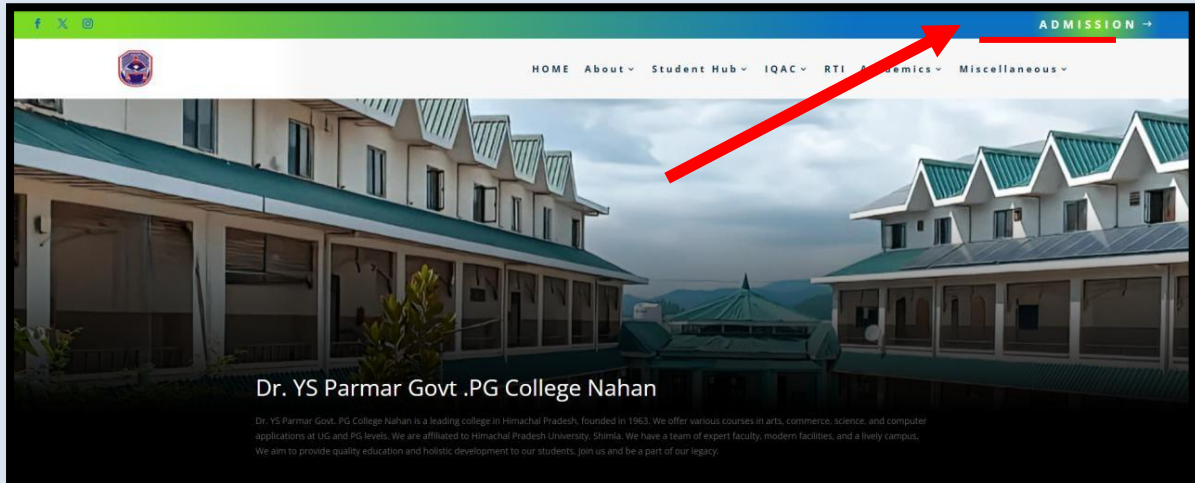 ADMISSION →
HOME About Student Hub IQAC RTI Academics Miscellaneous
Dr. YS Parmar Govt .PG College Nahan
Dr. YS Parmar Govt. PG College Nahan is a leading college in Himachal Pradesh, founded in 1963. We offer various courses in arts, commerce, science, and computer
applications at UG and PG levels. We are affiliated to Himachal Pradesh University, Shimla. We have a team of expert faculty, modern facilities, and a lively campus.
We aim to provide quality education and holistic development to our students. Join us and be a part of our legacy.